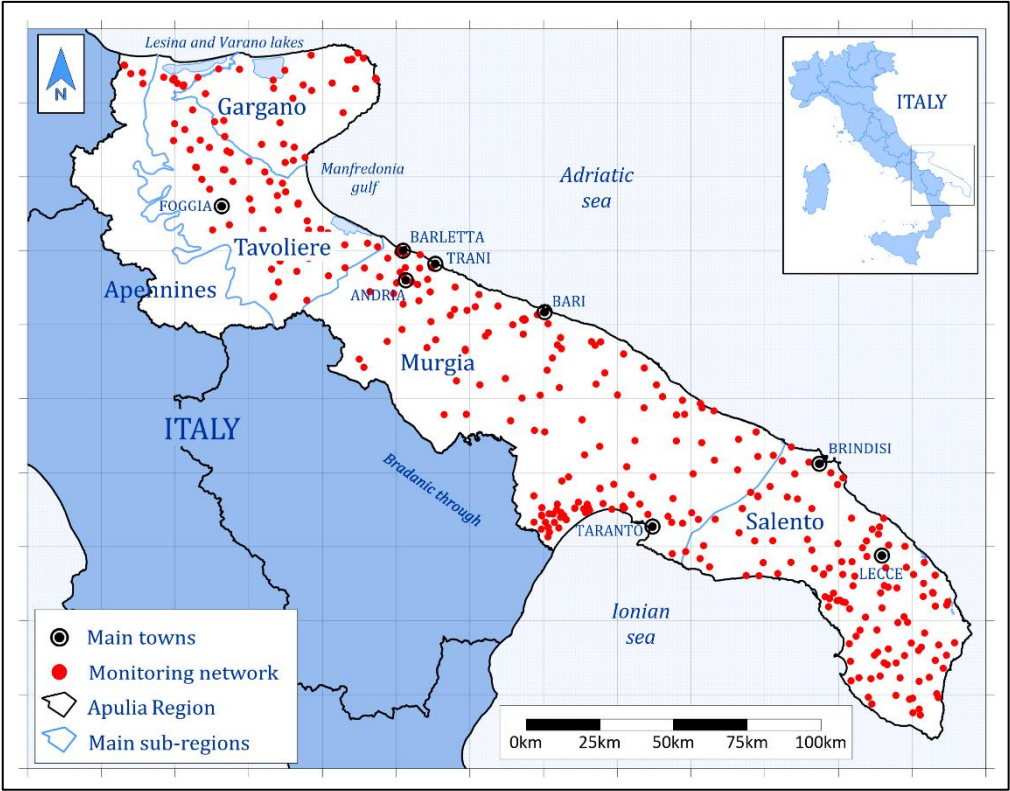 N
Lesina and Varano lakes
Gargano
ITALY
Manfredonia
gulf
Adriatic
sea
FOGGIA
Tavoliere
BARLETTA
TRANI
Apennines
ANDRIA
BARI
Murgia
ITALY
BRINDISI
Bradanic through
Salento
TARANTO
LECCE
Ionian
sea
Main towns
Monitoring network
Apulia Region
Main sub-regions
0km 25km 50km 75km 100km